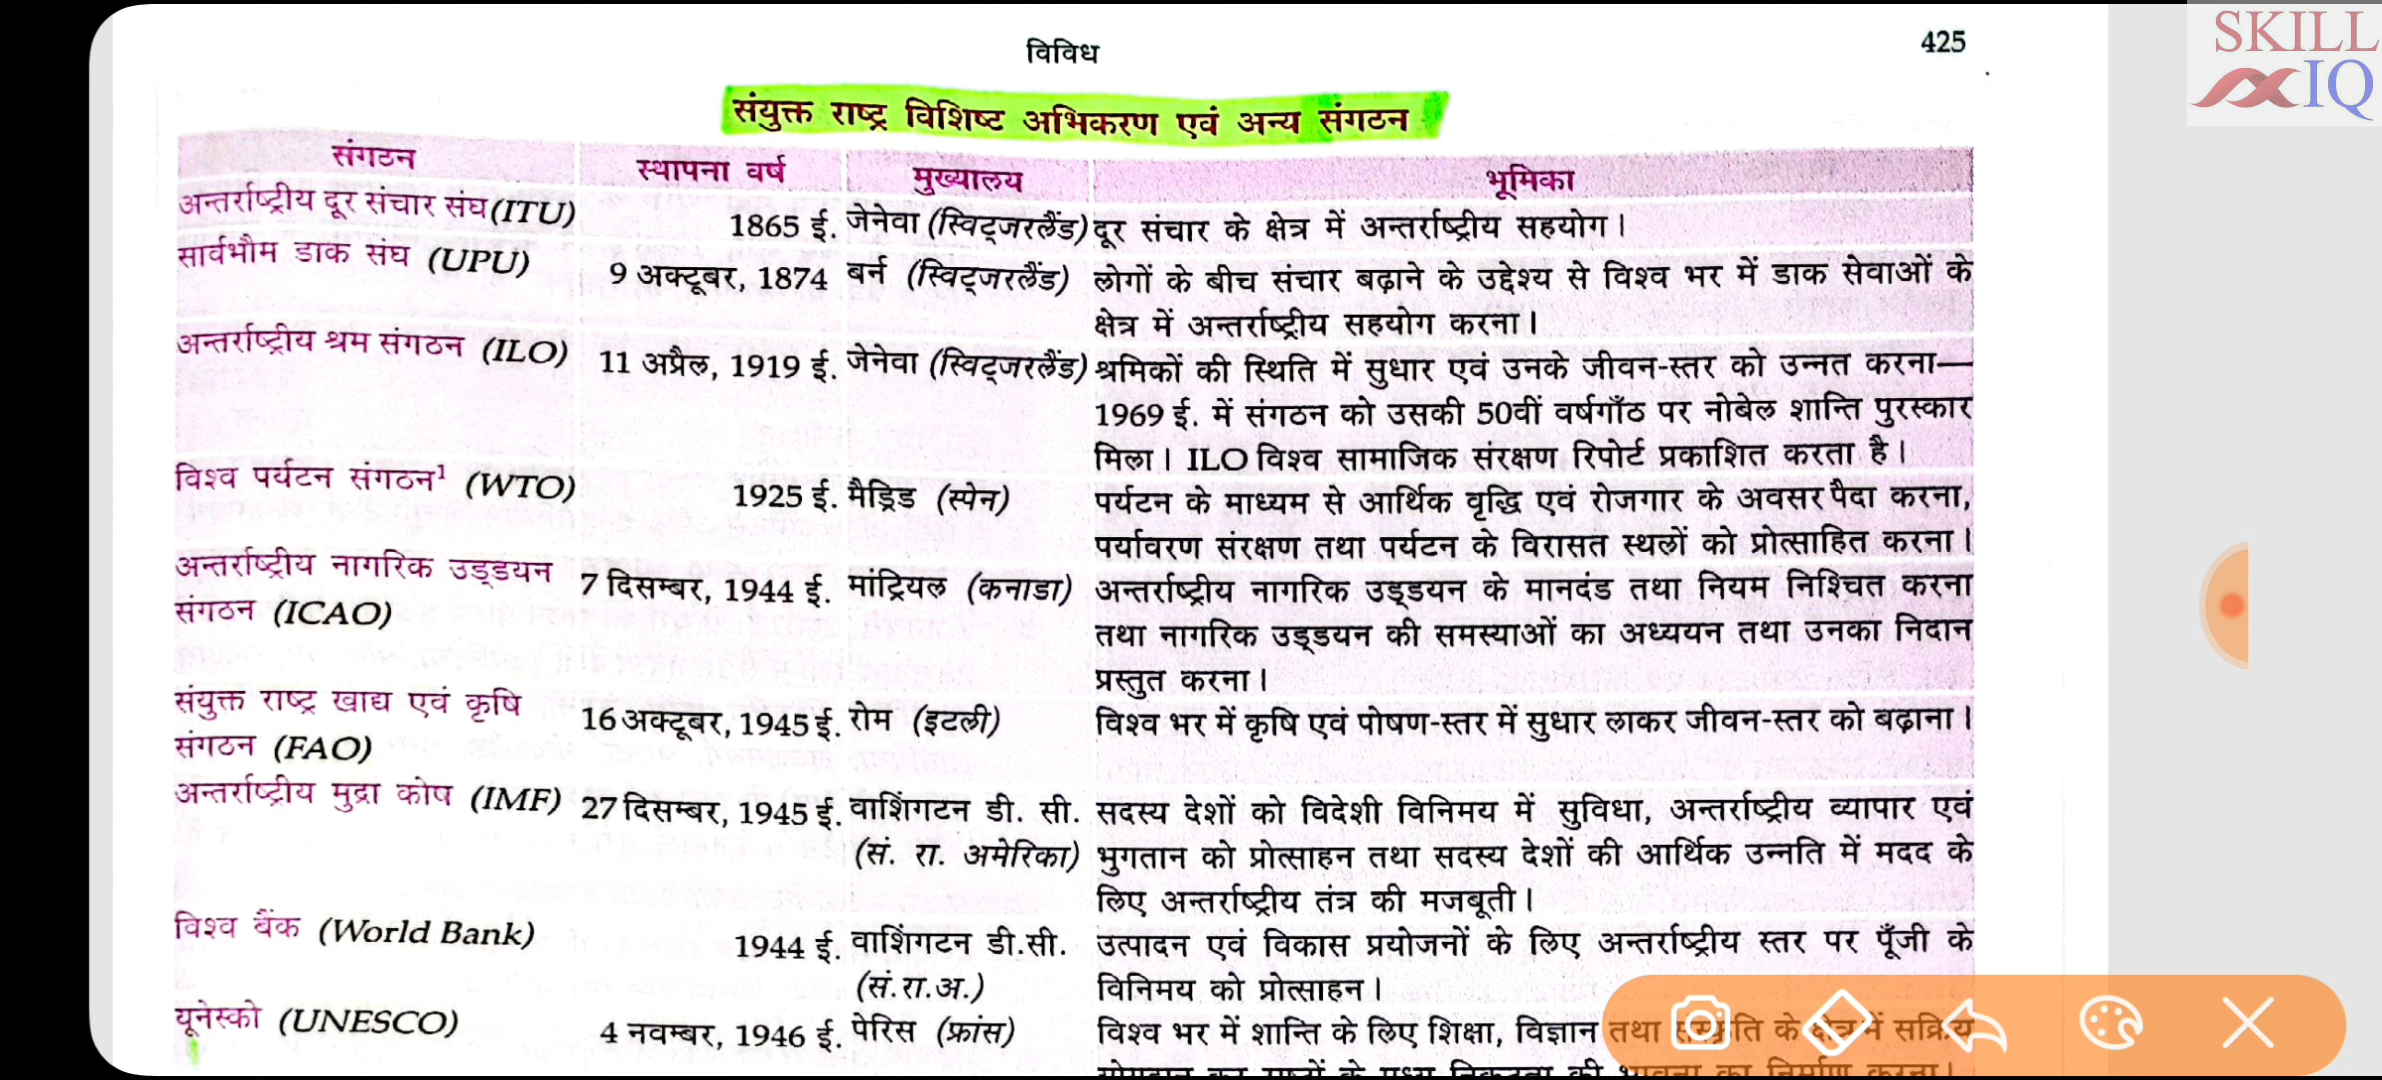 विविध
425
SKILL
IQ
संयुक्त राष्ट्र विशिष्ट अभिकरण एवं अन्य संगठन
संगठन स्थापना वर्ष मुख्यालय भूमिका
अन्तर्राष्ट्रीय दूर संचार संघ (ITU) 1865 ई. जेनेवा (स्विट्जरलैंड) दूर संचार के क्षेत्र में अन्तर्राष्ट्रीय सहयोग।
सार्वभौम डाक संघ (UPU) 9 अक्टूबर, 1874 बर्न (स्विट्जरलैंड) लोगों के बीच संचार बढ़ाने के उद्देश्य से विश्व भर में डाक सेवाओं के
क्षेत्र में अन्तर्राष्ट्रीय सहयोग करना।
अन्तर्राष्ट्रीय श्रम संगठन (ILO) 11 अप्रैल, 1919 ई. जेनेवा (स्विट्जरलैंड) श्रमिकों की स्थिति में सुधार एवं उनके जीवन-स्तर को उन्नत करना—
1969 ई. में संगठन को उसकी 50वीं वर्षगाँठ पर नोबेल शान्ति पुरस्कार
मिला। ILO विश्व सामाजिक संरक्षण रिपोर्ट प्रकाशित करता है।
विश्व पर्यटन संगठन¹ (WTO) 1925 ई. मैड्रिड (स्पेन) पर्यटन के माध्यम से आर्थिक वृद्धि एवं रोजगार के अवसर पैदा करना,
पर्यावरण संरक्षण तथा पर्यटन के विरासत स्थलों को प्रोत्साहित करना।
अन्तर्राष्ट्रीय नागरिक उड्डयन 7 दिसम्बर, 1944 ई. मांट्रियल (कनाडा) अन्तर्राष्ट्रीय नागरिक उड्डयन के मानदंड तथा नियम निश्चित करना
संगठन (ICAO) तथा नागरिक उड्डयन की समस्याओं का अध्ययन तथा उनका निदान
प्रस्तुत करना।
संयुक्त राष्ट्र खाद्य एवं कृषि 16 अक्टूबर, 1945 ई. रोम (इटली) विश्व भर में कृषि एवं पोषण-स्तर में सुधार लाकर जीवन-स्तर को बढ़ाना।
संगठन (FAO)
अन्तर्राष्ट्रीय मुद्रा कोष (IMF) 27 दिसम्बर, 1945 ई. वाशिंगटन डी. सी. सदस्य देशों को विदेशी विनिमय में सुविधा, अन्तर्राष्ट्रीय व्यापार एवं
(सं. रा. अमेरिका) भुगतान को प्रोत्साहन तथा सदस्य देशों की आर्थिक उन्नति में मदद के
लिए अन्तर्राष्ट्रीय तंत्र की मजबूती।
विश्व बैंक (World Bank) 1944 ई. वाशिंगटन डी.सी. उत्पादन एवं विकास प्रयोजनों के लिए अन्तर्राष्ट्रीय स्तर पर पूँजी के
(सं.रा.अ.) विनिमय को प्रोत्साहन।
यूनेस्को (UNESCO) 4 नवम्बर, 1946 ई. पेरिस (फ्रांस) विश्व भर में शान्ति के लिए शिक्षा, विज्ञान तथा संस्कृति के क्षेत्र में सक्रिय